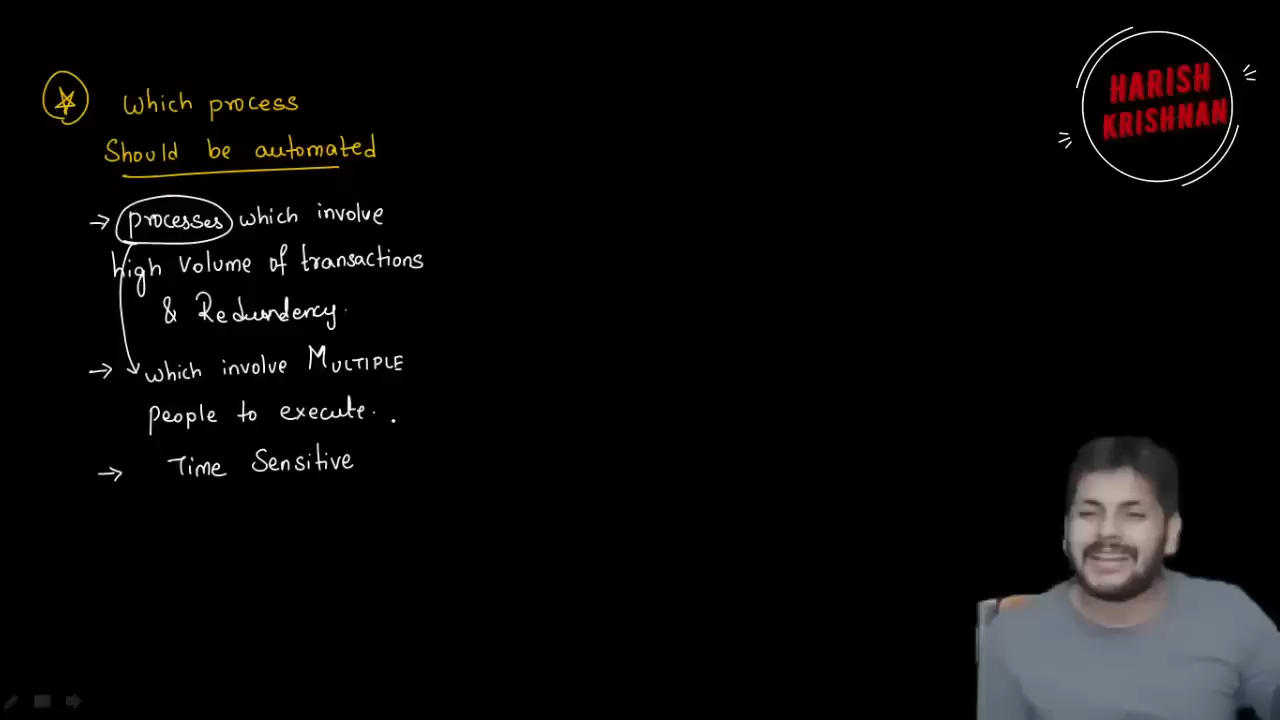 Which process
Should be automated
→ processes which involve
high Volume of transactions
& Redundency.
→ which involve MULTIPLE
people to execute.
→ Time Sensitive
HARISH
KRISHNAN